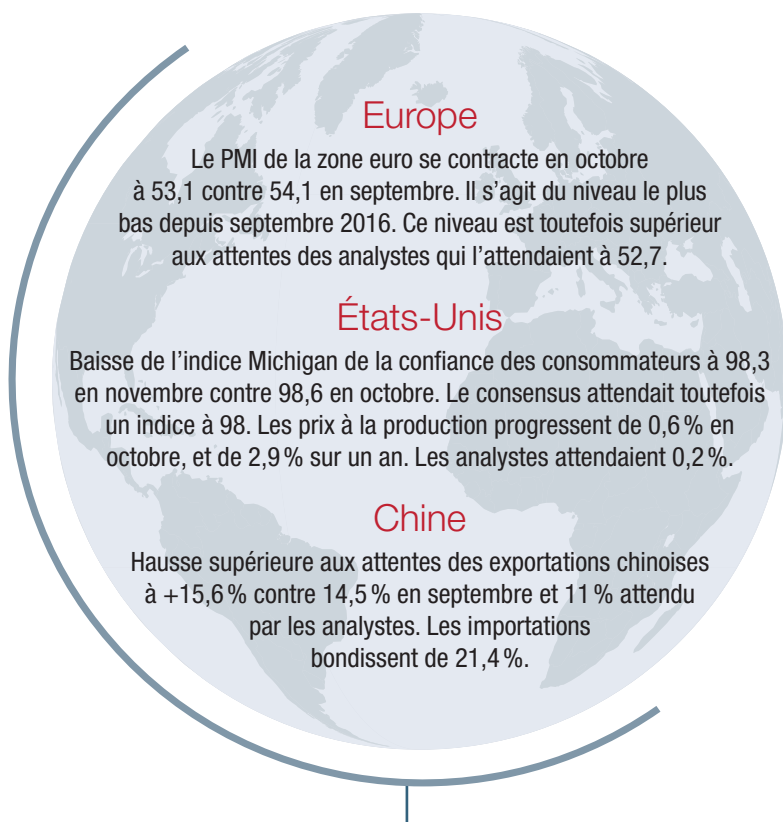 Europe
Le PMI de la zone euro se contracte en octobre
à 53,1 contre 54,1 en septembre. Il s’agit du niveau le plus
bas depuis septembre 2016. Ce niveau est toutefois supérieur
aux attentes des analystes qui l’attendaient à 52,7.
États-Unis
Baisse de l’indice Michigan de la confiance des consommateurs à 98,3
en novembre contre 98,6 en octobre. Le consensus attendait toutefois
un indice à 98. Les prix à la production progressent de 0,6 % en
octobre, et de 2,9 % sur un an. Les analystes attendaient 0,2 %.
Chine
Hausse supérieure aux attentes des exportations chinoises
à +15,6 % contre 14,5 % en septembre et 11 % attendu
par les analystes. Les importations
bondissent de 21,4 %.